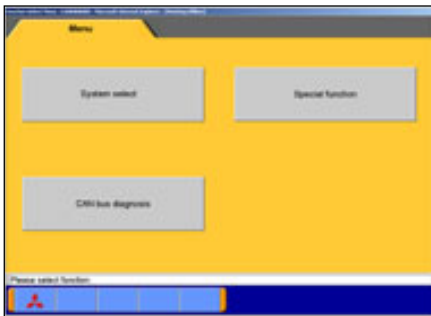 Menu
System select
Special function
CAN bus diagnosis
Please select function